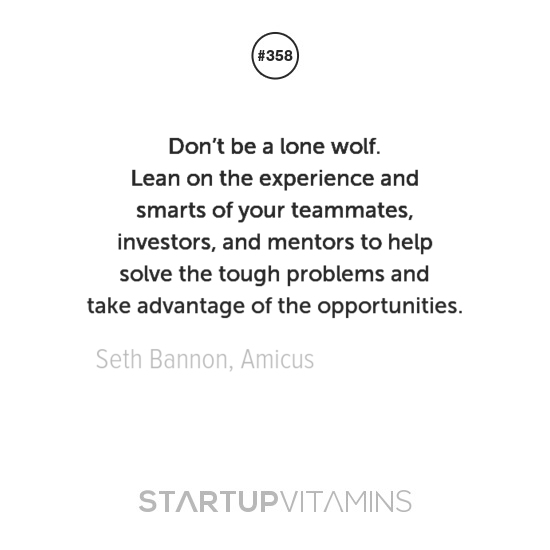 #358
Don’t be a lone wolf.
Lean on the experience and
smarts of your teammates,
investors, and mentors to help
solve the tough problems and
take advantage of the opportunities.
Seth Bannon, Amicus
STARTUPVITAMINS